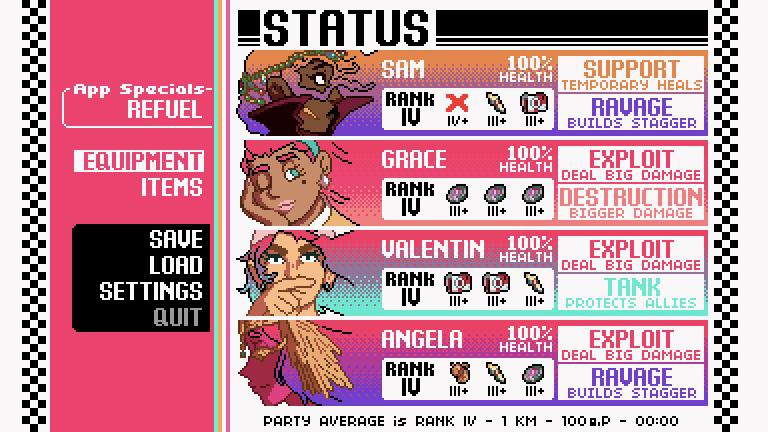 STATUS
App Specials-
REFUEL
EQUIPMENT
ITEMS
SAVE
LOAD
SETTINGS
QUIT
SAM
100%
HEALTH
RANK
IV
IV+ III+ III+
SUPPORT
TEMPORARY HEALS
RAVAGE
BUILDS STAGGER
GRACE
100%
HEALTH
RANK
IV
III+ III+ III+
EXPLOIT
DEAL BIG DAMAGE
DESTRUCTION
BIGGER DAMAGE
VALENTIN
100%
HEALTH
RANK
IV
III+ III+ III+
EXPLOIT
DEAL BIG DAMAGE
TANK
PROTECTS ALLIES
ANGELA
100%
HEALTH
RANK
IV
III+ III+ III+
EXPLOIT
DEAL BIG DAMAGE
RAVAGE
BUILDS STAGGER
PARTY AVERAGE is RANK IV - 1 KM - - 00:00